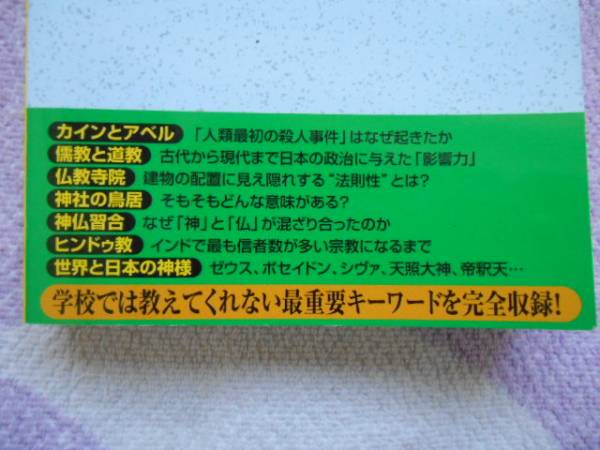 カインとアベル 「人類最初の殺人事件」はなぜ起きたか
儒教と道教 古代から現代まで日本の政治に与えた「影響力」
仏教寺院 建物の配置に見え隠れする“法則性”とは?
神社の鳥居 そもそもどんな意味がある?
神仏習合 なぜ「神」と「仏」が混ざり合ったのか
ヒンドゥ教 インドで最も信者数が多い宗教になるまで
世界と日本の神様 ゼウス、ポセイドン、シヴァ、天照大神、帝釈天…
学校では教えてくれない最重要キーワードを完全収録!